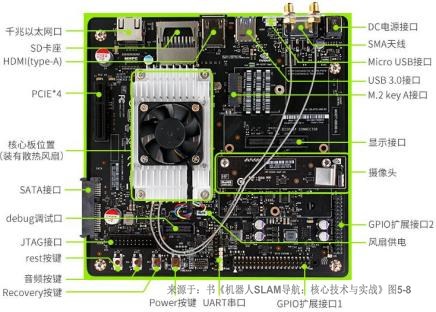 千兆以太网口
SD卡座
HDMI(type-A)
PCIE*4
核心板位置
(装有散热风扇)
SATA接口
debug调试口
JTAG接口
rest按键
音频按键
Recovery按键
Power按键
UART串口
GPIO扩展接口1
DC电源接口
SMA天线
Micro USB接口
USB 3.0接口
M.2 key A接口
显示接口
摄像头
GPIO扩展接口2
风扇供电
来源于：书《机器人SLAM导航：核心技术与实战》图5-8